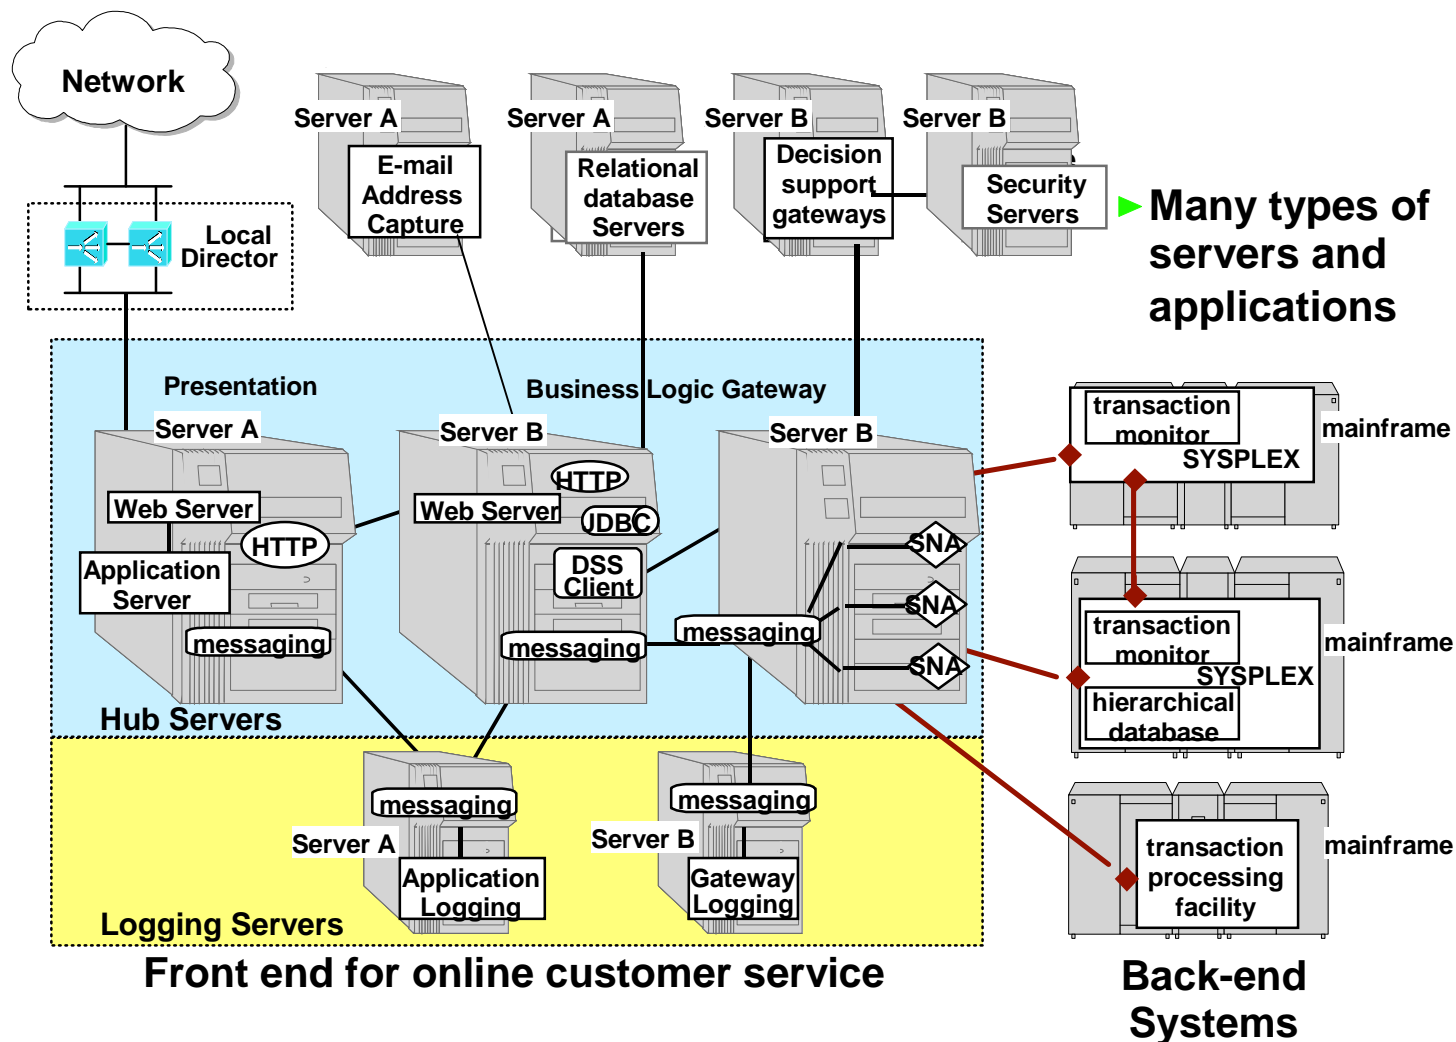 Network
Local
Director
Server A
E-mail
Address
Capture
Server A
Relational
database
Servers
Server B
Decision
support
gateways
Server B
Security
Servers
Many types of
servers and
applications
Presentation
Business Logic Gateway
Server A
Web Server
HTTP
Application
Server
messaging
Server B
HTTP
Web Server
JDBC
DSS
Client
messaging
Server B
SNA
SNA
messaging
SNA
Hub Servers
transaction
monitor
SYSPLEX
mainframe
transaction
monitor
SYSPLEX
hierarchical
database
mainframe
transaction
processing
facility
mainframe
messaging
Server A
Application
Logging
messaging
Server B
Gateway
Logging
Logging Servers
Front end for online customer service
Back-end
Systems